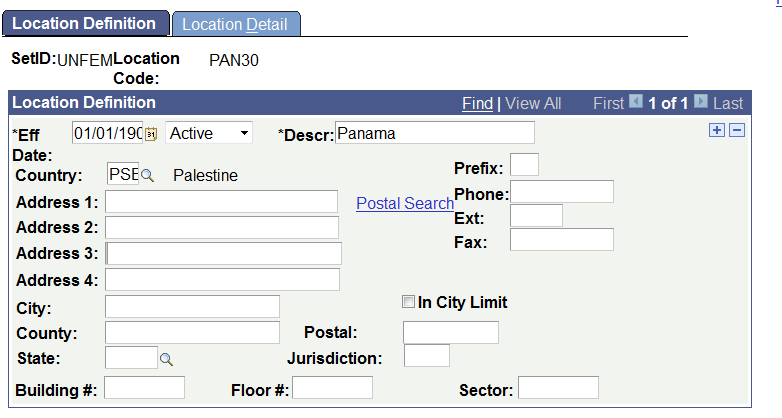 Location Definition Location Detail
SetID: UNFEM Location Code: PAN30
Location Definition Find | View All First 1 of 1 Last
*Eff Date: 01/01/190 Active *Descr: Panama
Country: PSE Palestine Prefix:
Address 1: Postal Search Phone:
Address 2: Ext:
Address 3: Fax:
Address 4:
City: In City Limit
County: Postal:
State: Jurisdiction:
Building #: Floor #: Sector: